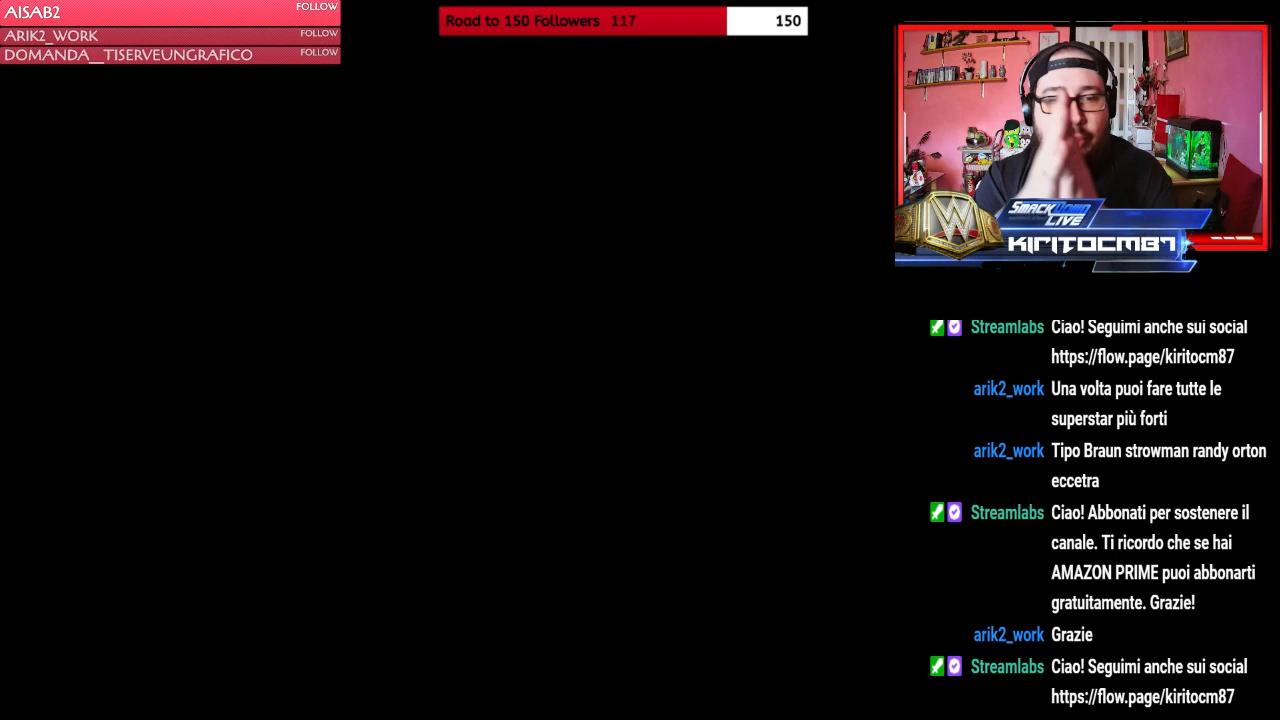 AISAB2 FOLLOW
ARIK2_WORK FOLLOW
DOMANDA__TISERVEUNGRAFICO FOLLOW
Road to 150 Followers 117 150
SMACKDOWN
LIVE
KIRITOCM87
Streamlabs Ciao! Seguimi anche sui social
https://flow.page/kiritocm87
arik2_work Una volta puoi fare tutte le
superstar più forti
arik2_work Tipo Braun strowman randy orton
eccetra
Streamlabs Ciao! Abbonati per sostenere il
canale. Ti ricordo che se hai
AMAZON PRIME puoi abbonarti
gratuitamente. Grazie!
arik2_work Grazie
Streamlabs Ciao! Seguimi anche sui social
https://flow.page/kiritocm87